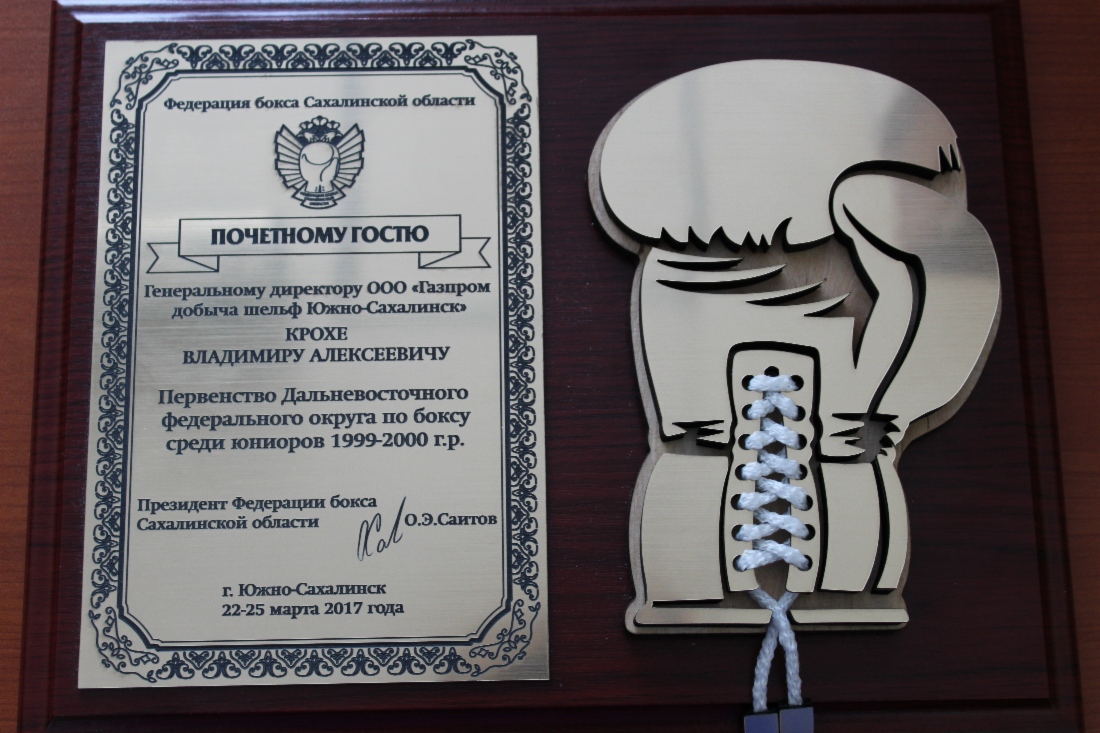 Федерация бокса Сахалинской области
ПОЧЕТНОМУ ГОСТЮ
Генеральному директору ООО «Газпром
добыча шельф Южно-Сахалинск»
КРОХЕ
ВЛАДИМИРУ АЛЕКСЕЕВИЧУ
Первенство Дальневосточного
федерального округа по боксу
среди юниоров 1999-2000 г.р.
Президент Федерации бокса
Сахалинской области О.Э.Саитов
г. Южно-Сахалинск
22-25 марта 2017 года